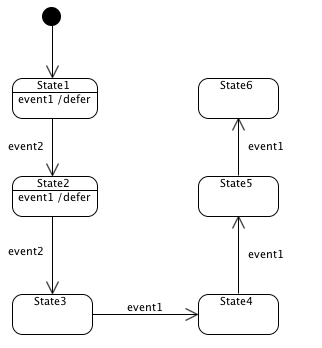 State1
event1 /defer
event2
State2
event1 /defer
event2
State3
event1
State4
event1
State5
event1
State6